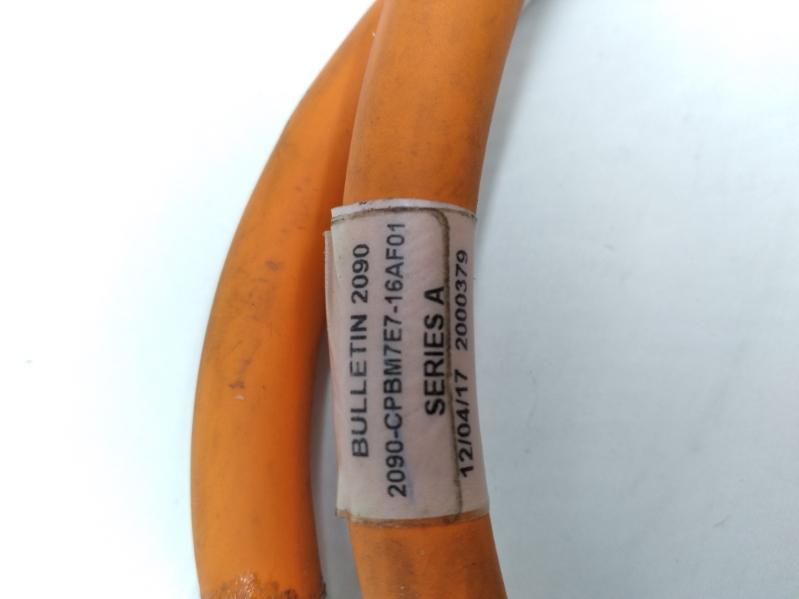 BULLETIN 2090
2090-CPBM7E7-16AF01
SERIES A
12/04/17 2000379